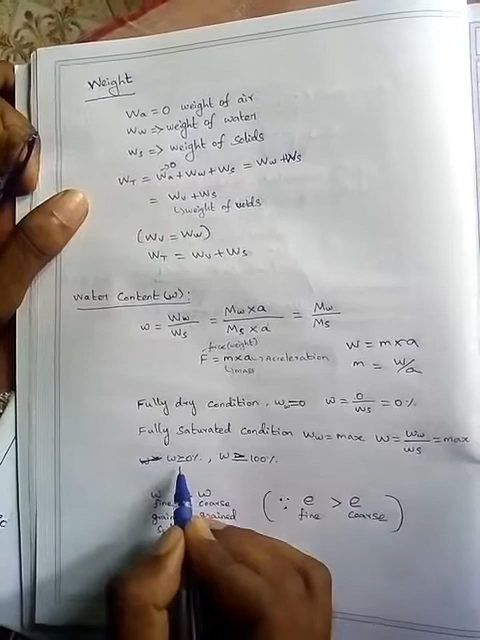 Weight
Wa = 0 weight of air
Ww => weight of water
Ws => weight of solids
WT = Wa→0 + Ww + Ws = Ww + Ws
= Wv + Ws
↳ weight of voids
(Wv = Ww)
WT = Wv + Ws
Water Content (w) :
w = Ww/Ws = Mw × a/Ms × a = Mw/Ms
force (weight)
F = m × a → Acceleration
↳ mass
W = m × a
m = W/a
Fully dry condition, Ww = 0 W = 0/Ws = 0%
Fully Saturated condition Ww = max W = Ww/Ws = max
W ≥ 0%, W ≥ 100%
w fine w coarse grained (∵ e fine > e coarse)